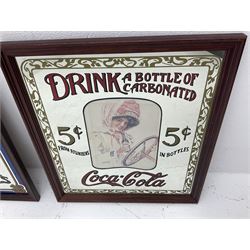 DRINK A BOTTLE OF
CARBONATED
5¢ 5¢
FROM FOUNTAINS IN BOTTLES
Coca-Cola